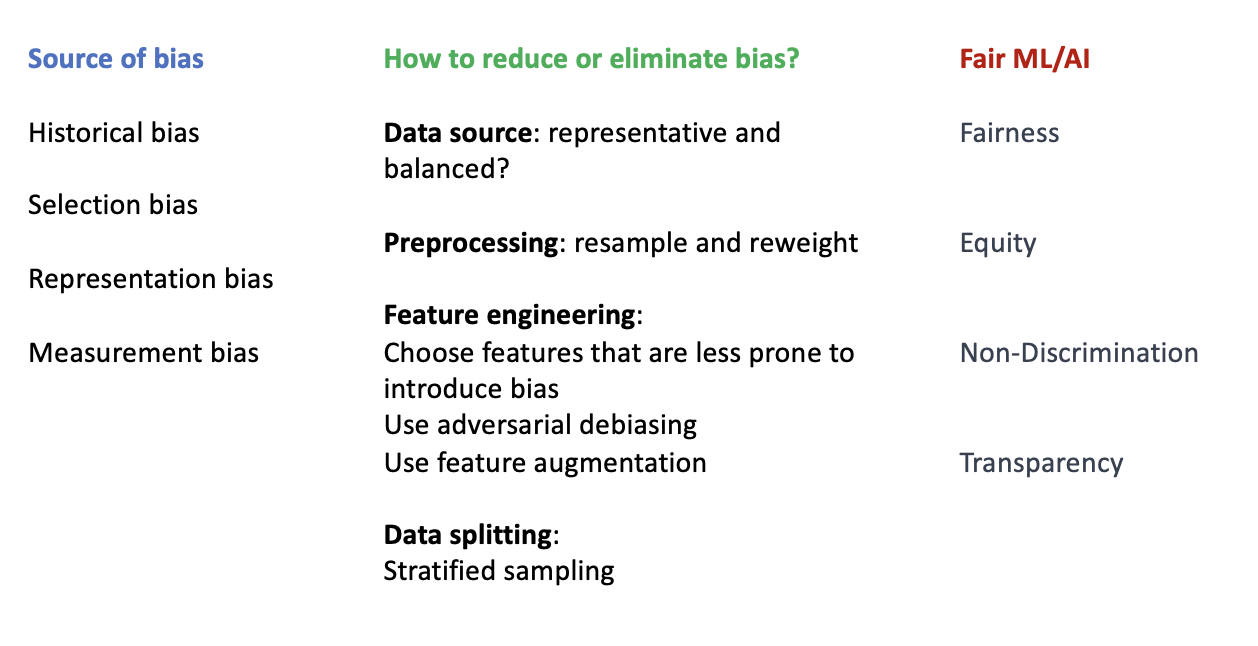 Source of bias
Historical bias
Selection bias
Representation bias
Measurement bias
How to reduce or eliminate bias?
Data source: representative and
balanced?
Preprocessing: resample and reweight
Feature engineering:
Choose features that are less prone to
introduce bias
Use adversarial debiasing
Use feature augmentation
Data splitting:
Stratified sampling
Fair ML/AI
Fairness
Equity
Non-Discrimination
Transparency